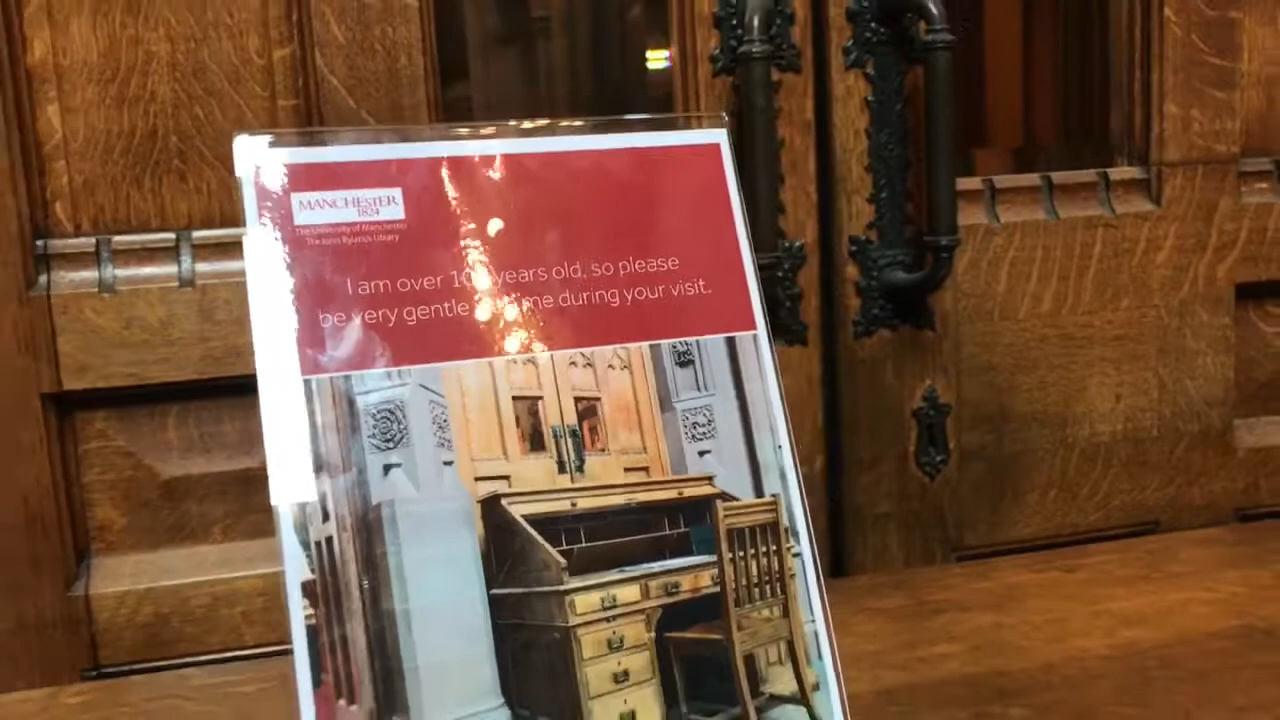 MANCHESTER
1824
The University of Manchester
The John Rylands Library
I am over years old, so please
be very gentle me during your visit.